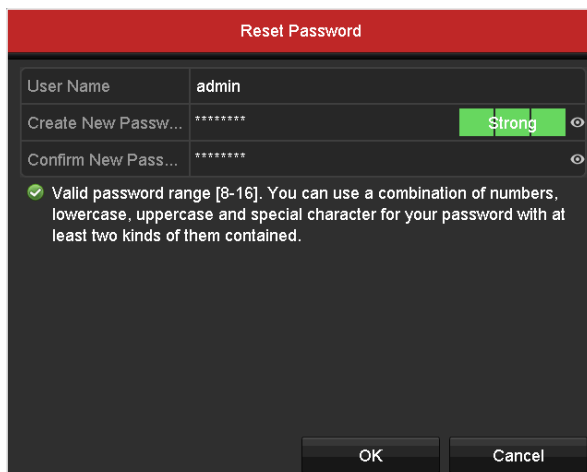 Reset Password
User Name admin
Create New Passw... ******** Strong
Confirm New Pass... ********
Valid password range [8-16]. You can use a combination of numbers,
lowercase, uppercase and special character for your password with at
least two kinds of them contained.
OK Cancel